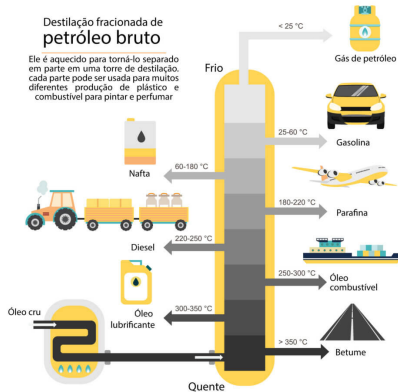 Destilação fracionada de
petróleo bruto
Ele é aquecido para torná-lo separado
em parte em uma torre de destilação.
cada parte pode ser usada para muitos
diferentes produção de plástico e
combustível para pintar e perfumar
< 25 °C
Gás de petróleo
Frio
25-60 °C
Gasolina
60-180 °C
Nafta
180-220 °C
Parafina
220-250 °C
Diesel
250-300 °C
Óleo
combustível
300-350 °C
Óleo
lubrificante
Óleo cru
> 350 °C
Betume
Quente